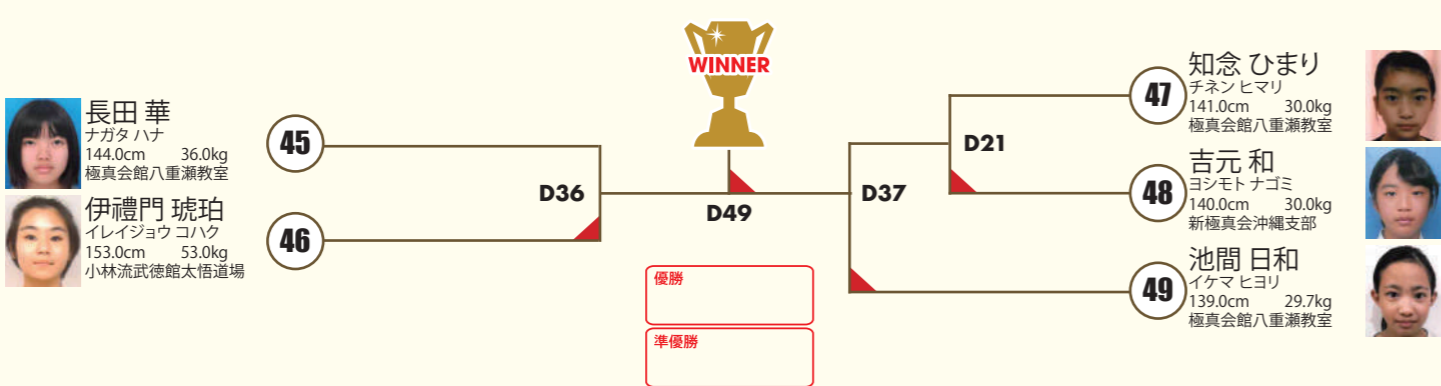 WINNER
長田 華
ナガタ ハナ
144.0cm 36.0kg
極真会館八重瀬教室
45
伊禮門 琥珀
イレイジョウ コハク
153.0cm 53.0kg
小林流武徳館太悟道場
46
D36
D49
D37
D21
優勝
準優勝
47
知念 ひまり
チネン ヒマリ
141.0cm 30.0kg
極真会館八重瀬教室
48
吉元 和
ヨシモト ナゴミ
140.0cm 30.0kg
新極真会沖縄支部
49
池間 日和
イケマ ヒヨリ
139.0cm 29.7kg
極真会館八重瀬教室